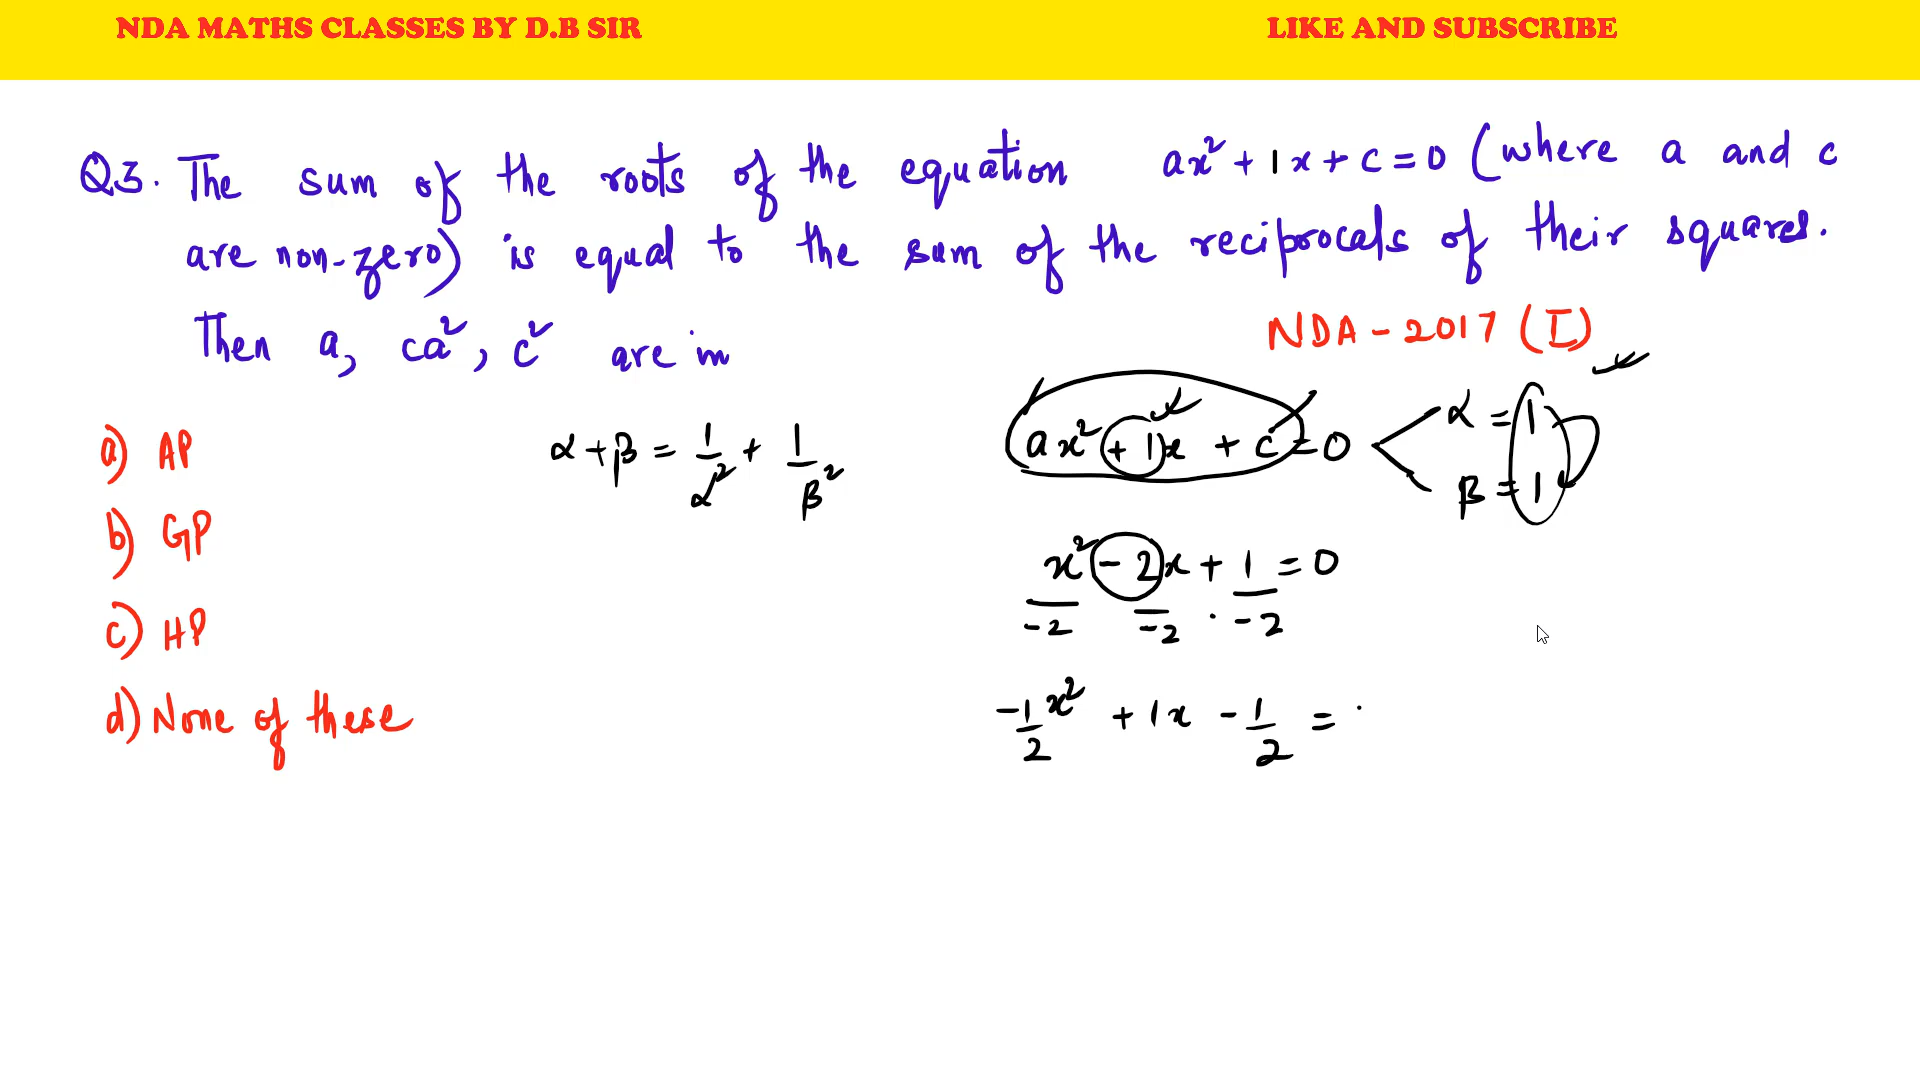 NDA MATHS CLASSES BY D.B SIR
LIKE AND SUBSCRIBE
Q3. The sum of the roots of the equation ax² + 1x + c = 0 (where a and c
are non-zero) is equal to the sum of the reciprocals of their squares.
Then a, ca², c² are in
NDA - 2017 (I)
a) AP
b) GP
c) HP
d) None of these
α + β = 1/α² + 1/β²
ax² + 1x + c = 0
α = 1
β = 1
x² - 2x + 1 = 0
-2 -2 . -2
-1/2 x² + 1x - 1/2 =